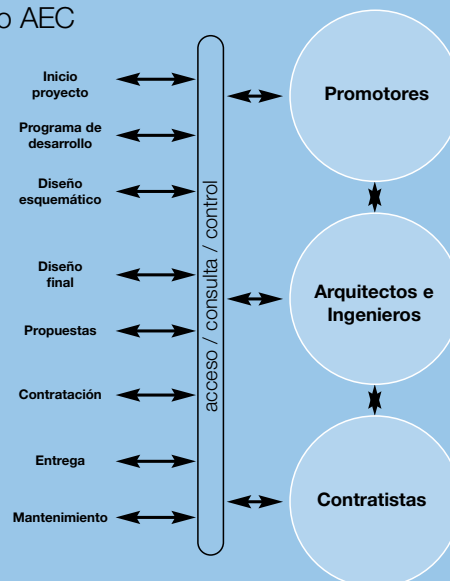 o AEC
Inicio
proyecto
Programa de
desarrollo
Diseño
esquemático
Diseño
final
Propuestas
Contratación
Entrega
Mantenimiento
acceso / consulta / control
Promotores
Arquitectos e
Ingenieros
Contratistas